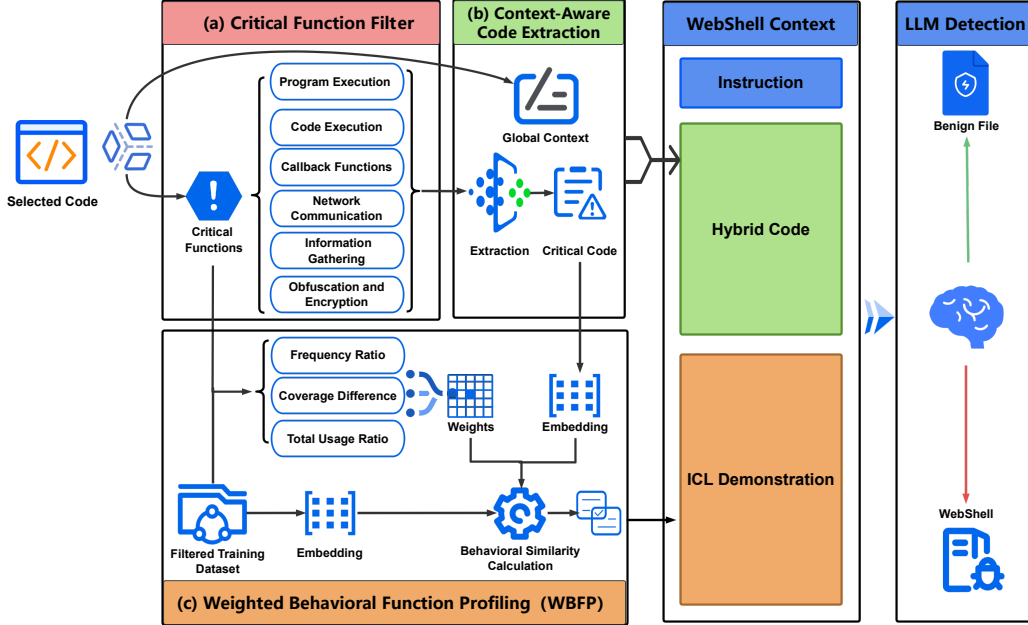 (a) Critical Function Filter
(b) Context-Aware
Code Extraction
WebShell Context
LLM Detection
Selected Code
Critical
Functions
Program Execution
Code Execution
Callback Functions
Network
Communication
Information
Gathering
Obfuscation and
Encryption
Global Context
Extraction
Critical Code
Instruction
Hybrid Code
ICL Demonstration
Benign File
WebShell
Frequency Ratio
Coverage Difference
Total Usage Ratio
Weights
Embedding
Filtered Training
Dataset
Embedding
Behavioral Similarity
Calculation
(c) Weighted Behavioral Function Profiling (WBFP)